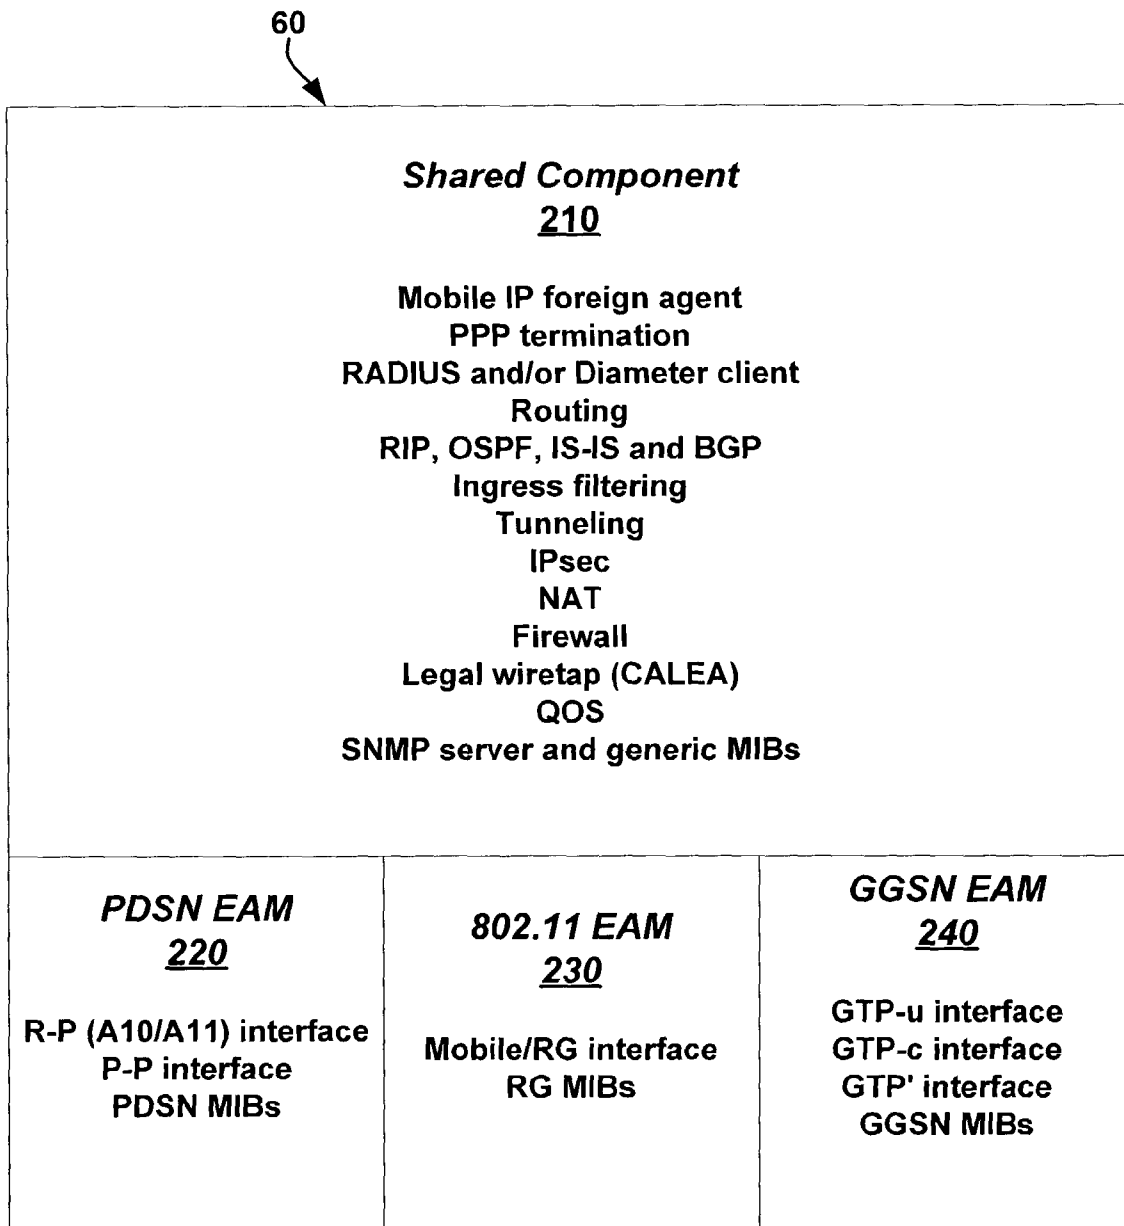 60
Shared Component
210
Mobile IP foreign agent
PPP termination
RADIUS and/or Diameter client
Routing
RIP, OSPF, IS-IS and BGP
Ingress filtering
Tunneling
IPsec
NAT
Firewall
Legal wiretap (CALEA)
QOS
SNMP server and generic MIBs
PDSN EAM
220
R-P (A10/A11) interface
P-P interface
PDSN MIBs
802.11 EAM
230
Mobile/RG interface
RG MIBs
GGSN EAM
240
GTP-u interface
GTP-c interface
GTP' interface
GGSN MIBs